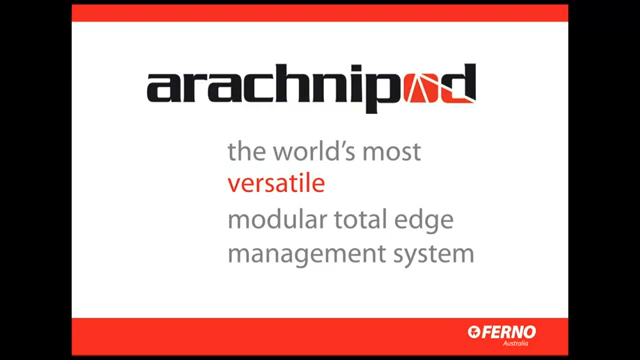 arachnipod
the world's most
versatile
modular total edge
management system
FERNO
Australia